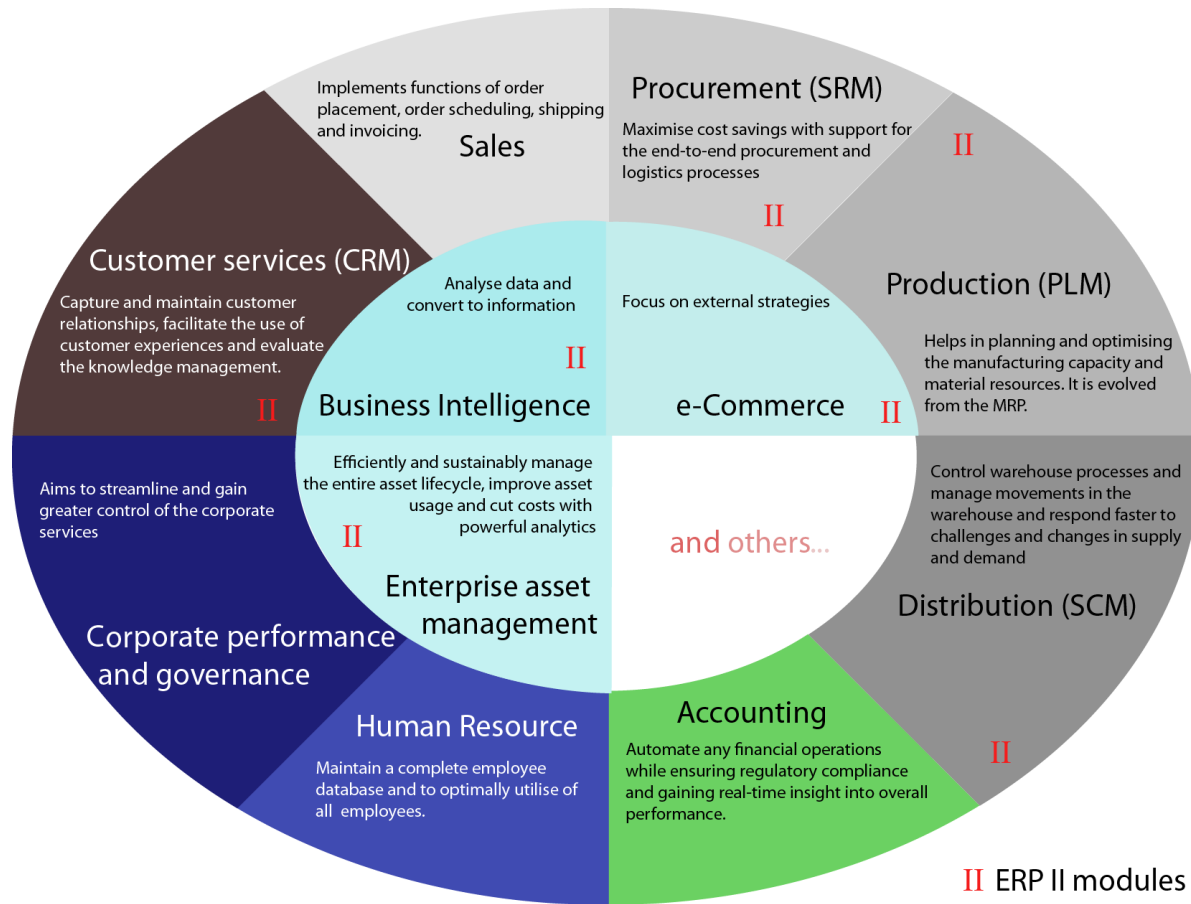 Implements functions of order
placement, order scheduling, shipping
and invoicing.
Sales
Procurement (SRM)
Maximise cost savings with support for
the end-to-end procurement and
logistics processes
II
II
Production (PLM)
Helps in planning and optimising
the manufacturing capacity and
material resources. It is evolved
from the MRP.
Customer services (CRM)
Capture and maintain customer
relationships, facilitate the use of
customer experiences and evaluate
the knowledge management.
II
Analyse data and
convert to information
II
Business Intelligence
Focus on external strategies
e-Commerce
II
Aims to streamline and gain
greater control of the corporate
services
Corporate performance
and governance
Efficiently and sustainably manage
the entire asset lifecycle, improve asset
usage and cut costs with
powerful analytics
II
Enterprise asset
management
and others...
Control warehouse processes and
manage movements in the
warehouse and respond faster to
challenges and changes in supply
and demand
Distribution (SCM)
II
Human Resource
Maintain a complete employee
database and to optimally utilise of
all employees.
Accounting
Automate any financial operations
while ensuring regulatory compliance
and gaining real-time insight into overall
performance.
II ERP II modules